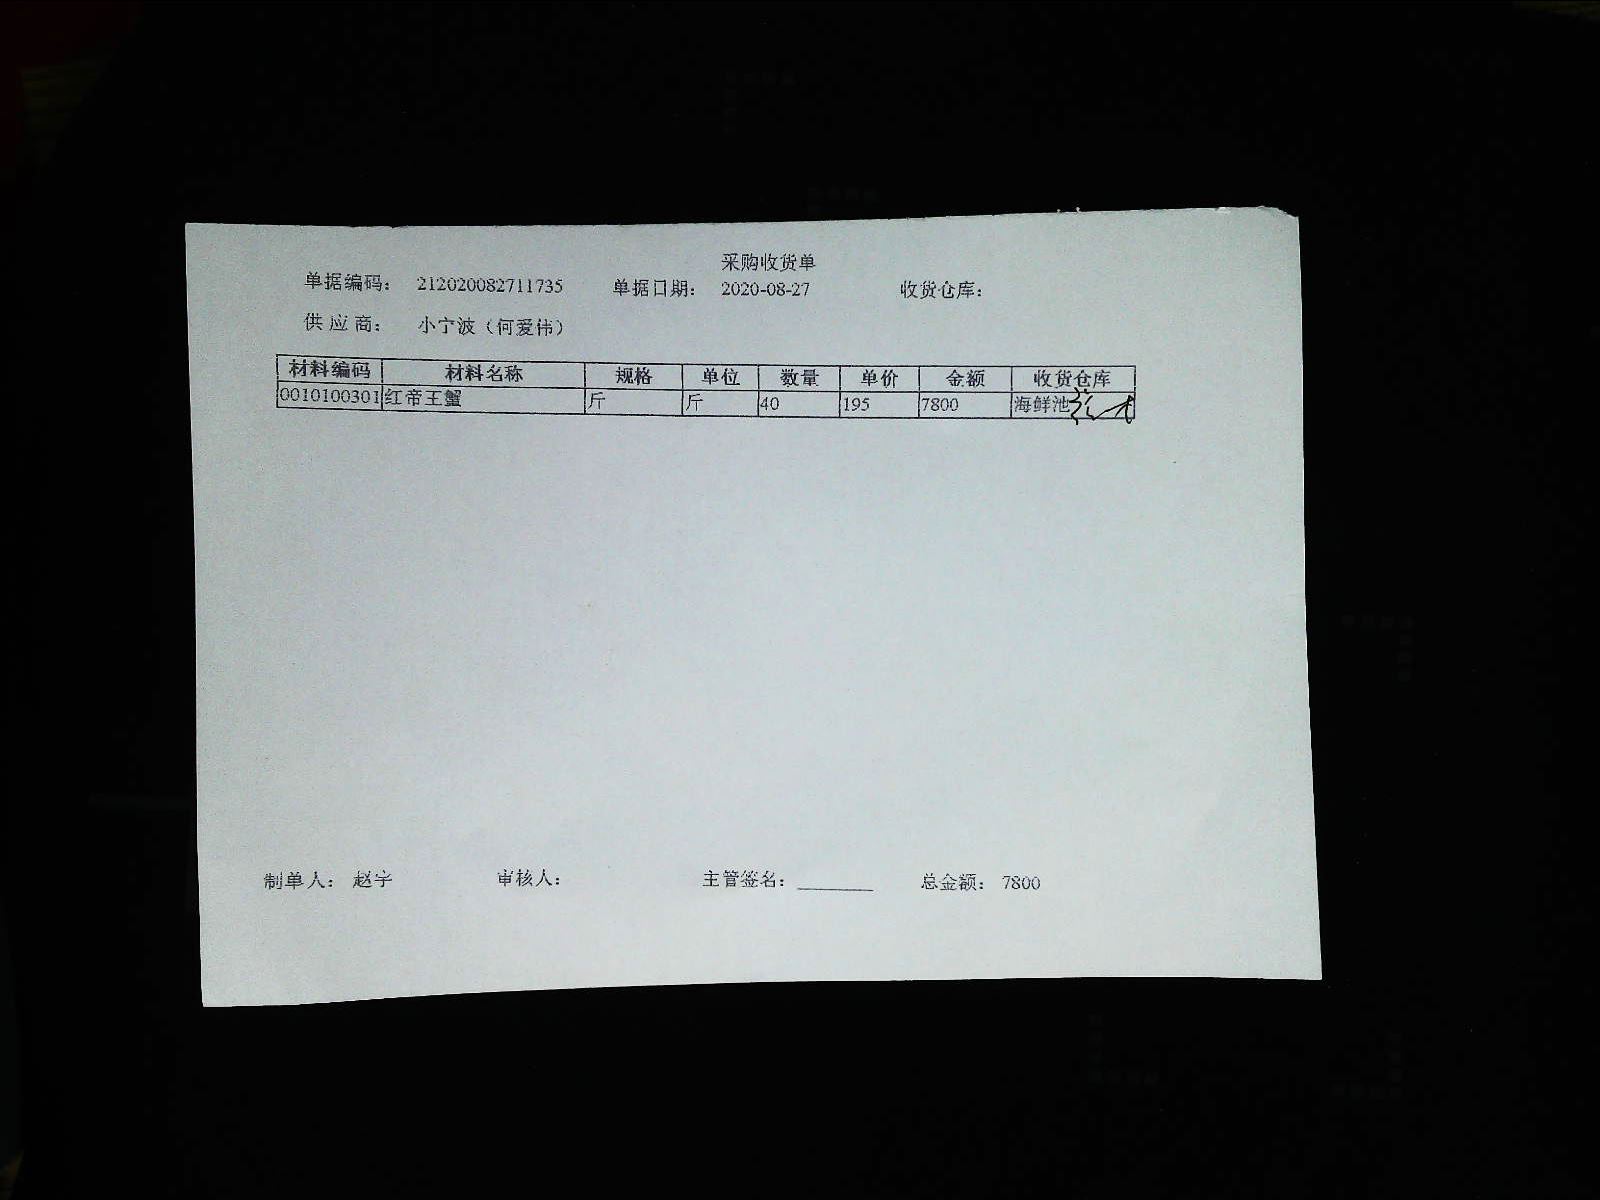 采购收货单
单据编码： 212020082711735 单据日期： 2020-08-27 收货仓库：
供应商： 小宁波（何爱伟）
材料编码 材料名称 规格 单位 数量 单价 金额 收货仓库
0010100301 红帝王蟹 斤 斤 40 195 7800 海鲜池
制单人： 赵宇 审核人： 主管签名： 总金额： 7800